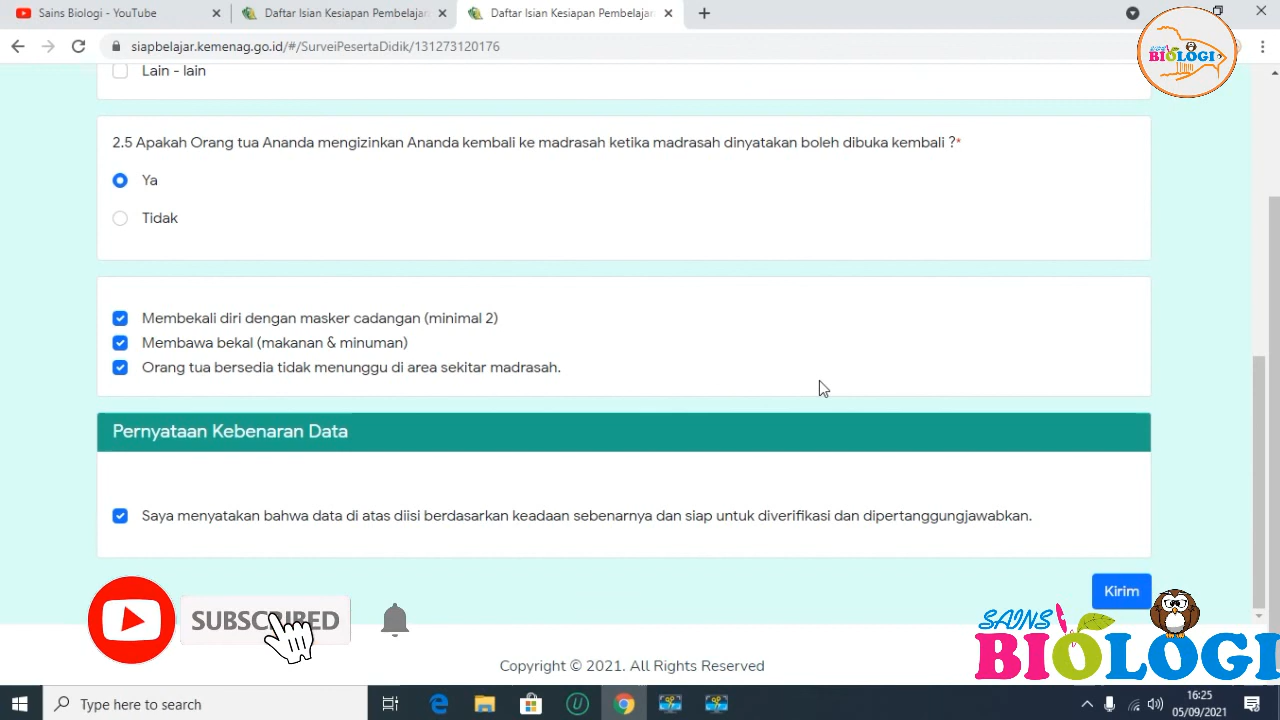 Sains Biologi - YouTube
Daftar Isian Kesiapan Pembelajar
Daftar Isian Kesiapan Pembelajar
siapbelajar.kemenag.go.id/#/SurveiPesertaDidik/131273120176
SAINS
BIOLOGI
Lain - lain
2.5 Apakah Orang tua Ananda mengizinkan Ananda kembali ke madrasah ketika madrasah dinyatakan boleh dibuka kembali ?*
Ya
Tidak
Membekali diri dengan masker cadangan (minimal 2)
Membawa bekal (makanan & minuman)
Orang tua bersedia tidak menunggu di area sekitar madrasah.
Pernyataan Kebenaran Data
Saya menyatakan bahwa data di atas diisi berdasarkan keadaan sebenarnya dan siap untuk diverifikasi dan dipertanggungjawabkan.
Kirim
SUBSCRIBED
SAINS
BIOLOGI
Copyright © 2021. All Rights Reserved
Type here to search
16:25
05/09/2021